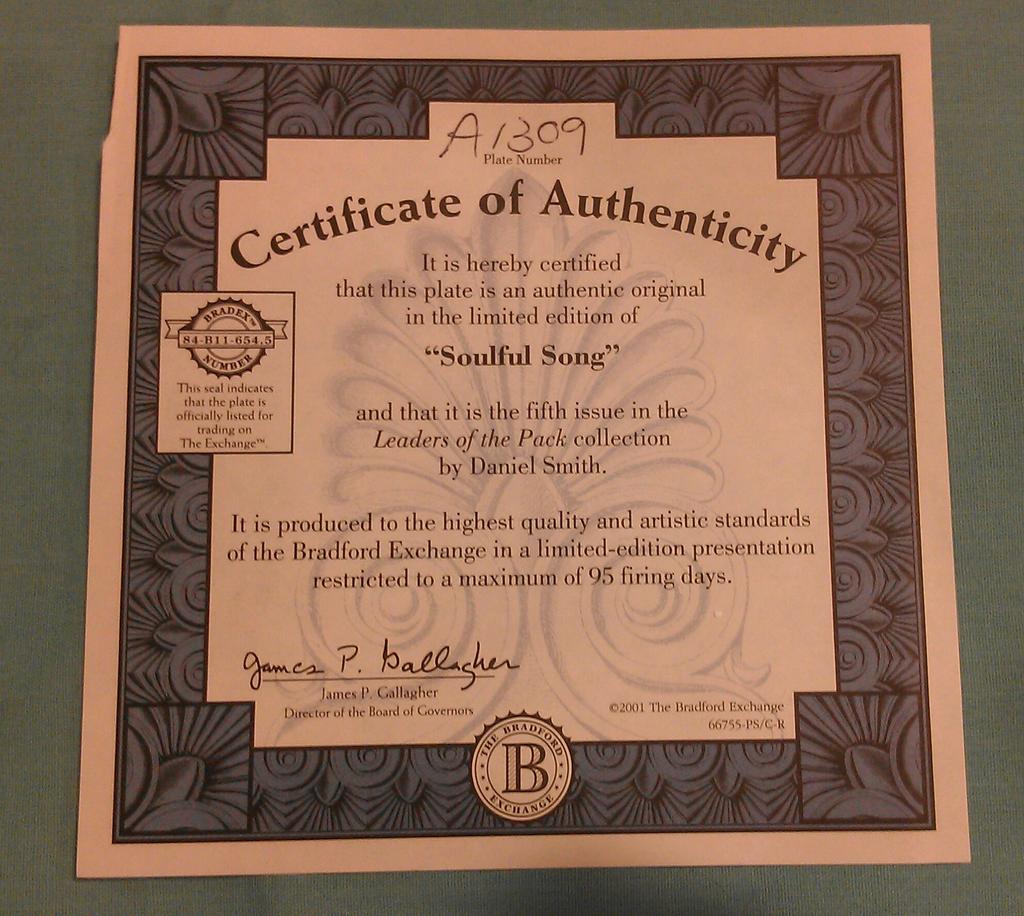 A1309
Plate Number
Certificate of Authenticity
It is hereby certified
that this plate is an authentic original
in the limited edition of
“Soulful Song”
and that it is the fifth issue in the
Leaders of the Pack collection
by Daniel Smith.
BRADEX™
84-B11-654.5
NUMBER
This seal indicates
that the plate is
officially listed for
trading on
The Exchange™
It is produced to the highest quality and artistic standards
of the Bradford Exchange in a limited-edition presentation
restricted to a maximum of 95 firing days.
James P. Gallagher
James P. Gallagher
Director of the Board of Governors
©2001 The Bradford Exchange
66755-PS/C-R
THE BRADFORD
B
EXCHANGE